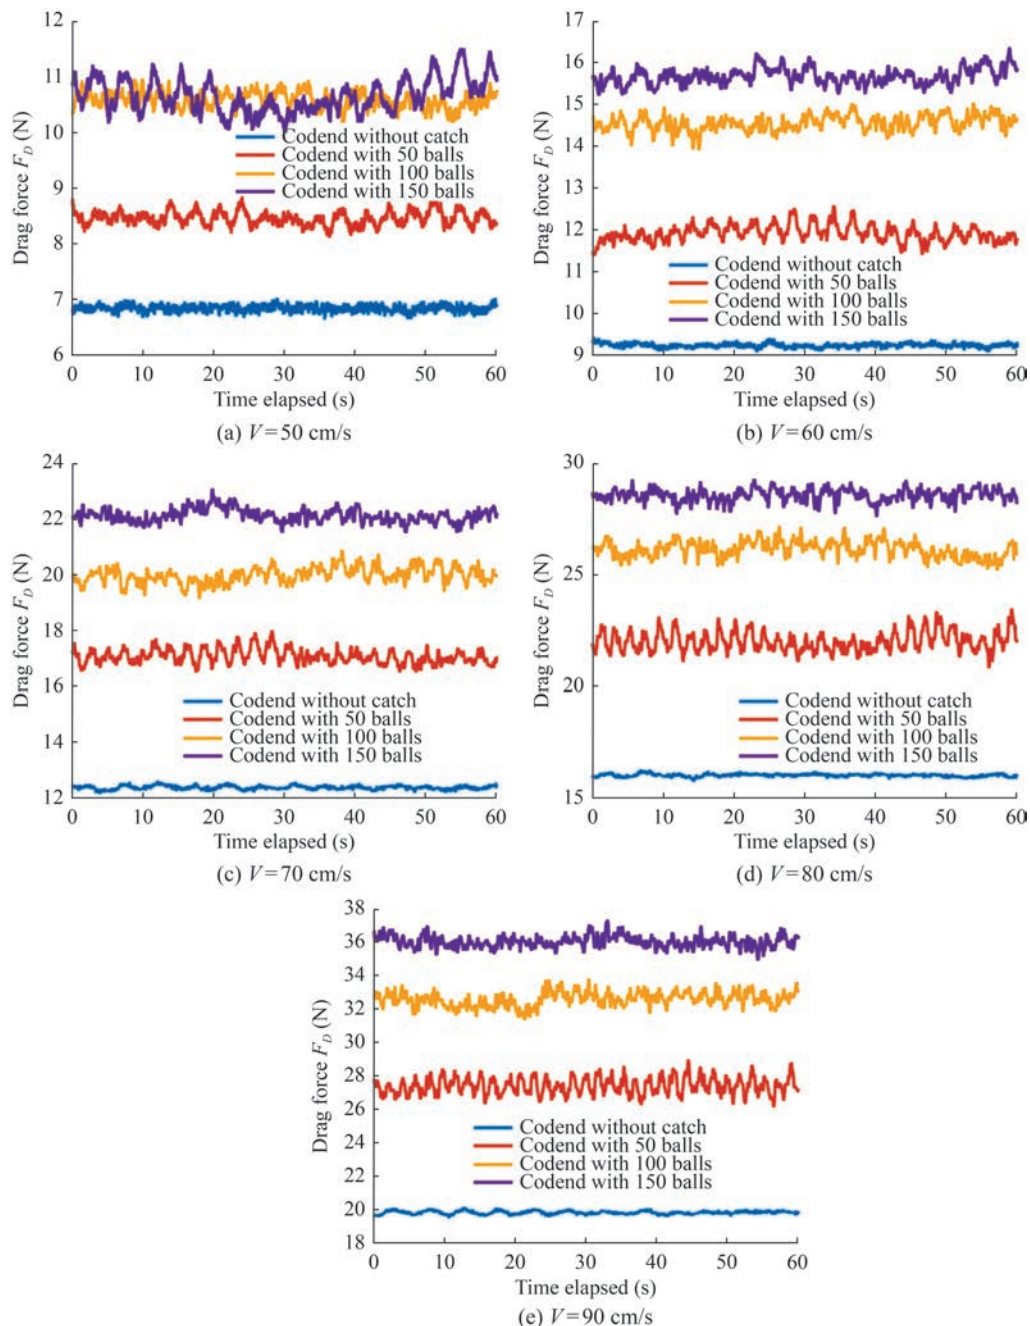 12
11
10
9
8
7
6
Drag force F_D (N)
Codend without catch
Codend with 50 balls
Codend with 100 balls
Codend with 150 balls
0 10 20 30 40 50 60
Time elapsed (s)
(a) V=50 cm/s
17
16
15
14
13
12
11
10
9
Drag force F_D (N)
Codend without catch
Codend with 50 balls
Codend with 100 balls
Codend with 150 balls
0 10 20 30 40 50 60
Time elapsed (s)
(b) V=60 cm/s
24
22
20
18
16
14
12
Drag force F_D (N)
Codend without catch
Codend with 50 balls
Codend with 100 balls
Codend with 150 balls
0 10 20 30 40 50 60
Time elapsed (s)
(c) V=70 cm/s
30
25
20
15
Drag force F_D (N)
Codend without catch
Codend with 50 balls
Codend with 100 balls
Codend with 150 balls
0 10 20 30 40 50 60
Time elapsed (s)
(d) V=80 cm/s
38
36
34
32
30
28
26
24
22
20
18
Drag force F_D (N)
Codend without catch
Codend with 50 balls
Codend with 100 balls
Codend with 150 balls
0 10 20 30 40 50 60
Time elapsed (s)
(e) V=90 cm/s